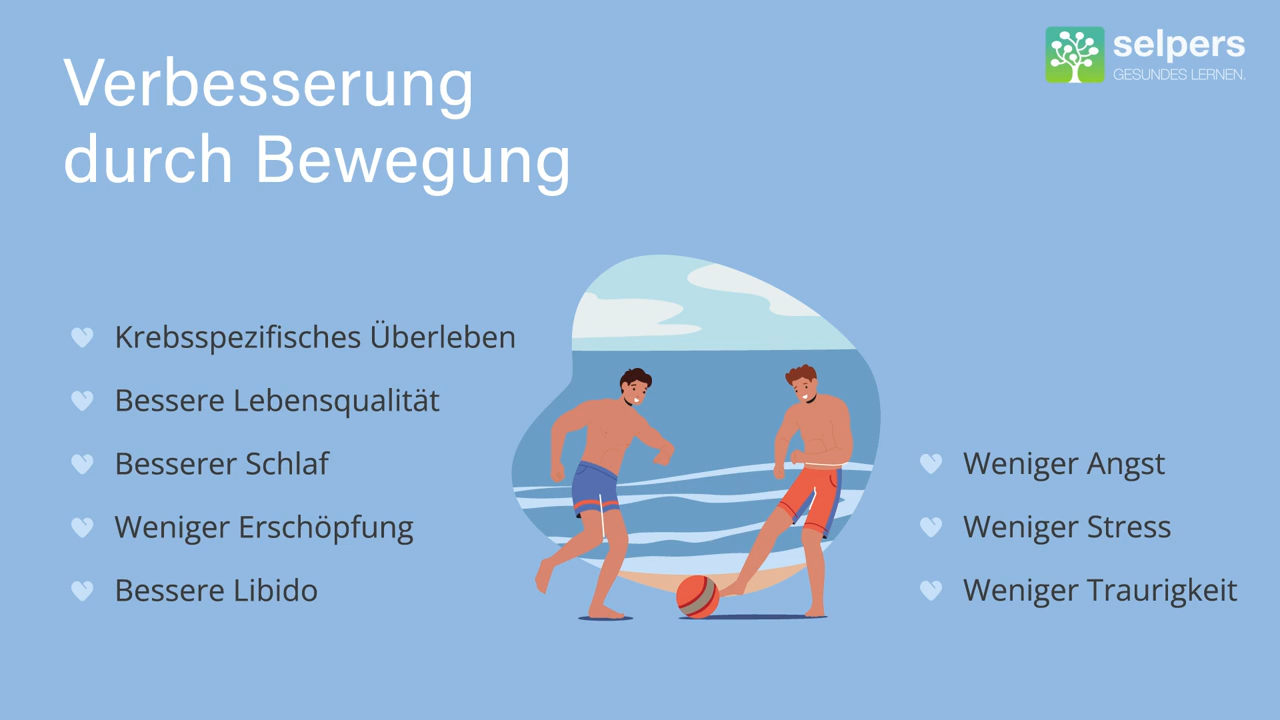 Verbesserung
durch Bewegung
selpers
GESUNDES LERNEN.
Krebsspezifisches Überleben
Bessere Lebensqualität
Besserer Schlaf
Weniger Erschöpfung
Bessere Libido
Weniger Angst
Weniger Stress
Weniger Traurigkeit